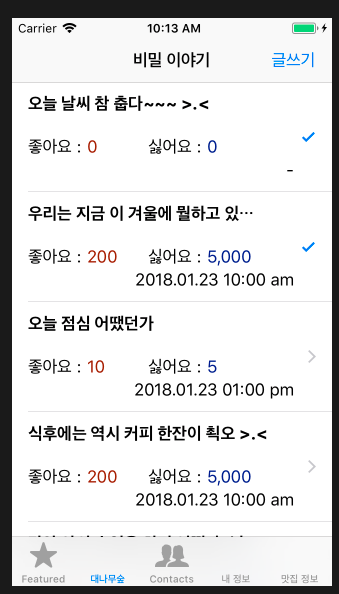 Carrier 10:13 AM
비밀 이야기 글쓰기
오늘 날씨 참 춥다~~~ >.<
좋아요 : 0 싫어요 : 0
-
우리는 지금 이 겨울에 뭘하고 있…
좋아요 : 200 싫어요 : 5,000
2018.01.23 10:00 am
오늘 점심 어땠던가
좋아요 : 10 싫어요 : 5
2018.01.23 01:00 pm
식후에는 역시 커피 한잔이 쵝오 >.<
좋아요 : 200 싫어요 : 5,000
2018.01.23 10:00 am
Featured 대나무숲 Contacts 내 정보 맛집 정보